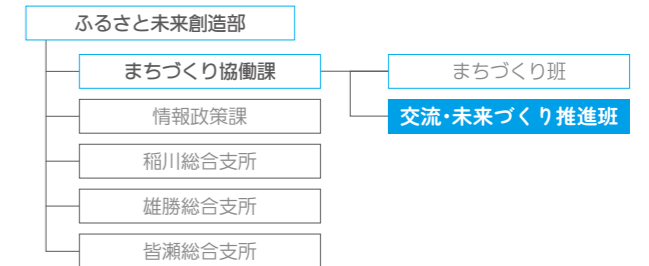 ふるさと未来創造部
まちづくり協働課
まちづくり班
情報政策課
交流・未来づくり推進班
稲川総合支所
雄勝総合支所
皆瀬総合支所